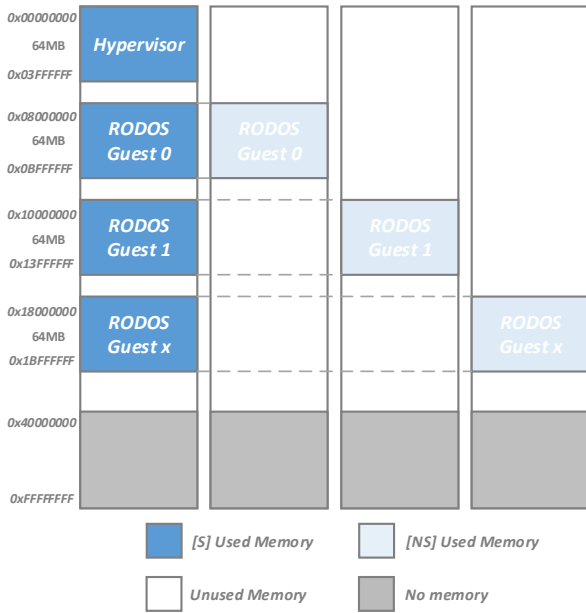 0x00000000
64MB
0x03FFFFFF
Hypervisor
0x08000000
64MB
0x0BFFFFFF
RODOS
Guest 0
RODOS
Guest 0
0x10000000
64MB
0x13FFFFFF
RODOS
Guest 1
RODOS
Guest 1
0x18000000
64MB
0x1BFFFFFF
RODOS
Guest x
RODOS
Guest x
0x40000000
0xFFFFFFFF
[S] Used Memory
[NS] Used Memory
Unused Memory
No memory